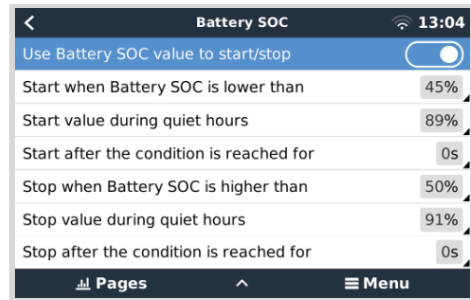 Battery SOC 13:04
Use Battery SOC value to start/stop
Start when Battery SOC is lower than 45%
Start value during quiet hours 89%
Start after the condition is reached for 0s
Stop when Battery SOC is higher than 50%
Stop value during quiet hours 91%
Stop after the condition is reached for 0s
Pages Menu